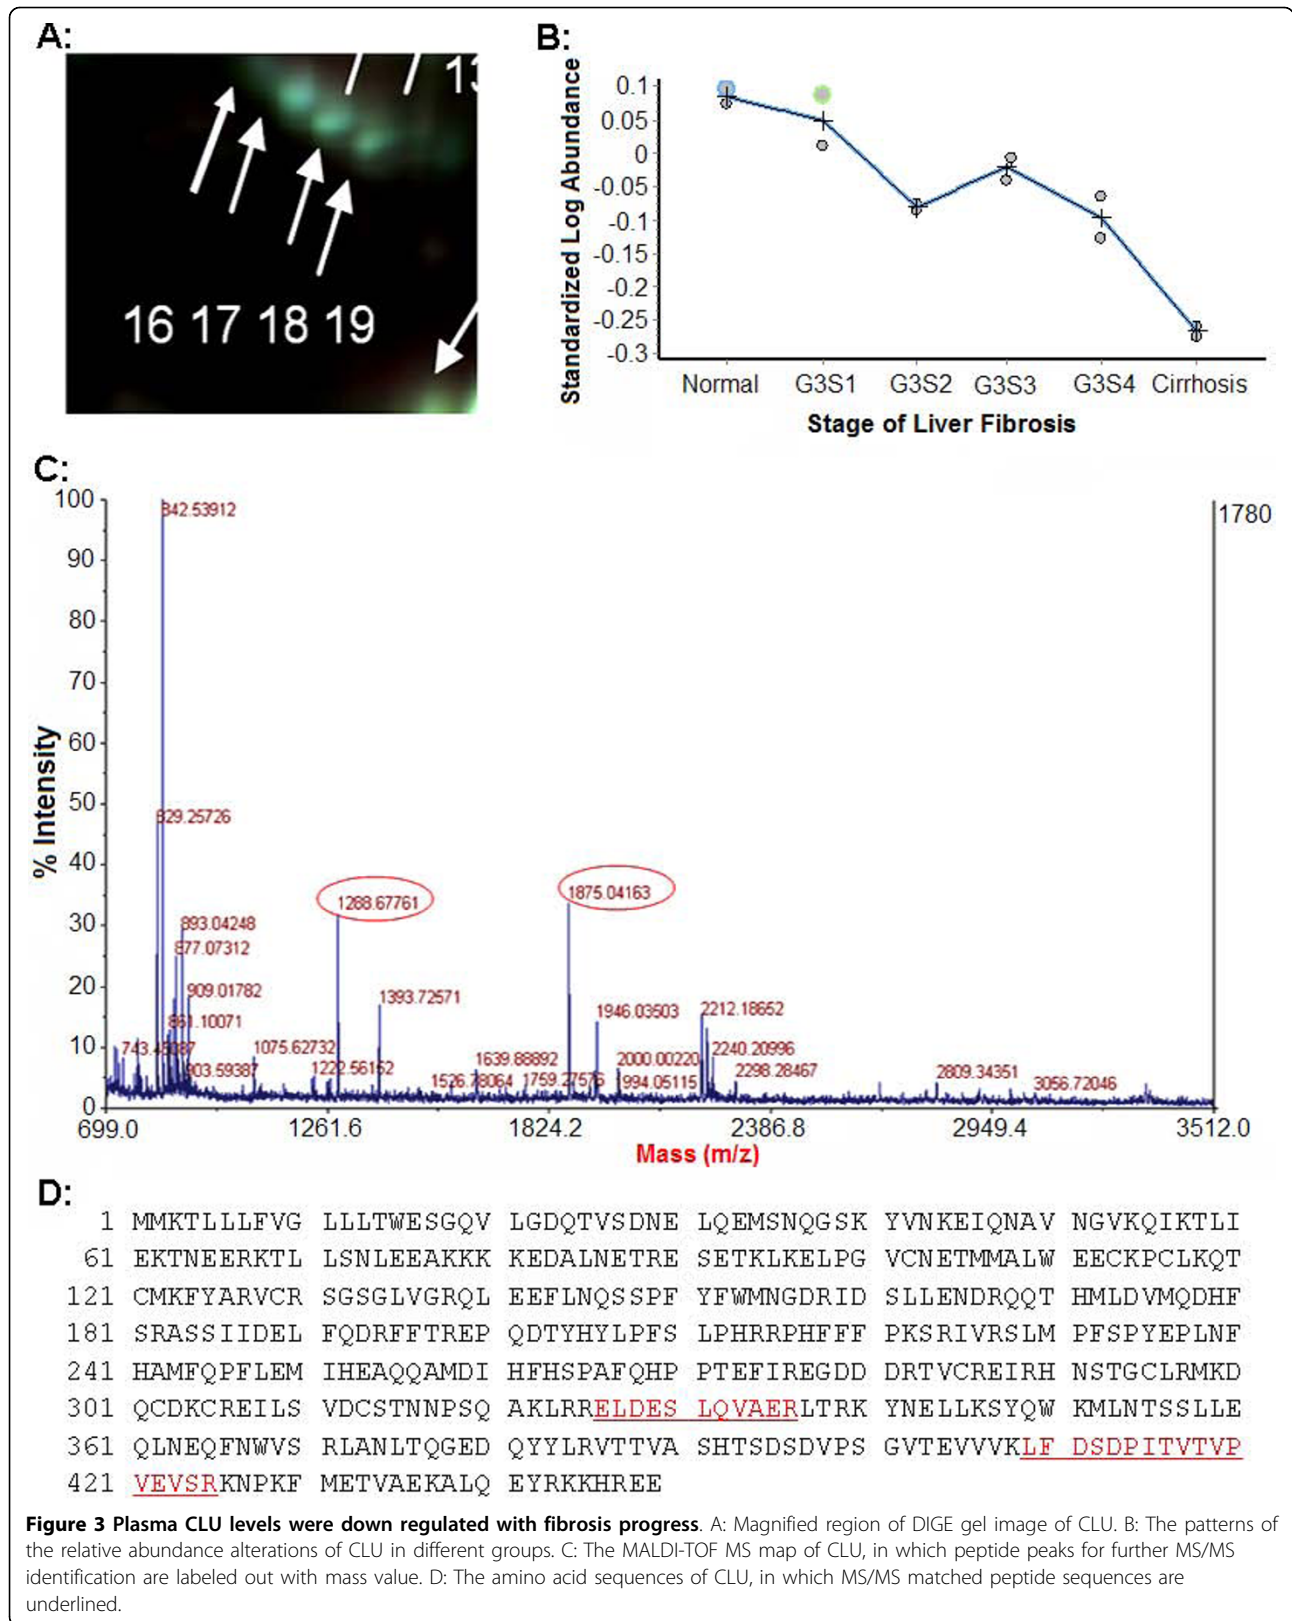 A:
13
16 17 18 19
B:
Standardized Log Abundance
0.1
0.05
0
-0.05
-0.1
-0.15
-0.2
-0.25
-0.3
Normal G3S1 G3S2 G3S3 G3S4 Cirrhosis
Stage of Liver Fibrosis
C:
% Intensity
100
90
80
70
60
50
40
30
20
10
0
1780
842.53912
829.25726
1288.67761
1875.04163
893.04248
877.07312
909.01782
1393.72571
1946.03503
2212.18652
861.10071
743.45087
1075.62732
1639.88892
2000.00220
2240.20996
903.59387
1222.56152
1526.78064
1759.27575
1994.05115
2298.28467
2809.34351
3056.72046
699.0 1261.6 1824.2 2386.8 2949.4 3512.0
Mass (m/z)
D:
1 MMKTLLLFVG LLLTWESGQV LGDQTVSDNE LQEMSNQGSK YVNKEIQNAV NGVKQIKTLI
61 EKTNEERKTL LSNLEEAKKK KEDALNETRE SETKLKELPG VCNETMMALW EECKPCLKQT
121 CMKFYARVCR SGSGLVGRQL EEFLNQSSPF YFWMNGDRID SLLENDRQQT HMLDVMQDHF
181 SRASSIIDEL FQDRFFTREP QDTYHYLPFS LPHRRPHFFF PKSRIVRSLM PFSPYEPLNF
241 HAMFQPFLEM IHEAQQAMDI HFHSPAFQHP PTEFIREGDD DRTVCREIRH NSTGCLRMKD
301 QCDKCREILS VDCSTNNPSQ AKLRRELDES LQVAERLTRK YNELLKSYQW KMLNTSSLLE
361 QLNEQFNWVS RLANLTQGED QYYLRVTTVA SHTSDSDVPS GVTEVVVKLF DSDPITVTVP
421 VEVSRKNPKF METVAEKALQ EYRKKHREE
Figure 3 Plasma CLU levels were down regulated with fibrosis progress. A: Magnified region of DIGE gel image of CLU. B: The patterns of
the relative abundance alterations of CLU in different groups. C: The MALDI-TOF MS map of CLU, in which peptide peaks for further MS/MS
identification are labeled out with mass value. D: The amino acid sequences of CLU, in which MS/MS matched peptide sequences are
underlined.